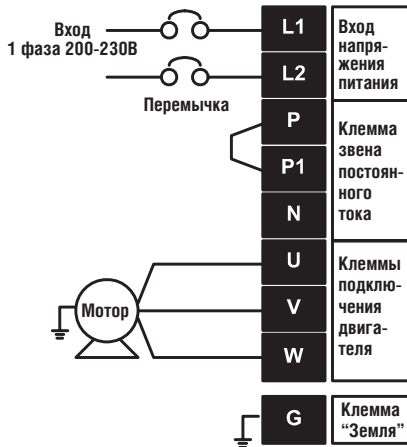 Вход
1 фаза 200-230В
Перемычка
L1
L2
P
P1
N
U
V
W
G
Вход
напря-
жения
питания
Клемма
звена
постоян-
ного
тока
Клеммы
подклю-
чения
двига-
теля
Клемма
“Земля”
Мотор